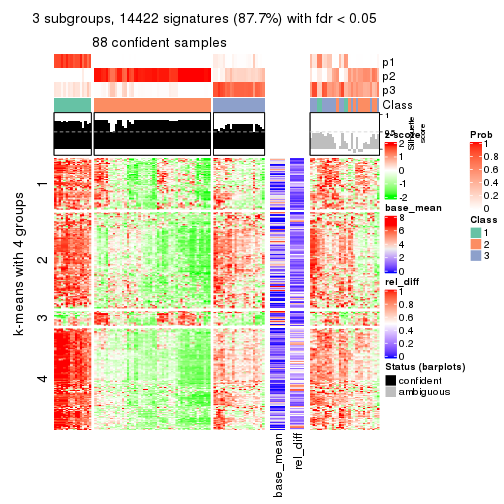 3 subgroups, 14422 signatures (87.7%) with fdr < 0.05
88 confident samples
p1
p2
p3
Class
1
0.5
Silhouette
score
k-means with 4 groups
1
2
3
4
base_mean
rel_diff
z-score
2
1
0
-1
-2
base_mean
8
6
4
2
0
rel_diff
1
0.8
0.6
0.4
0.2
0
Status (barplots)
confident
ambiguous
Prob
1
0.8
0.6
0.4
0.2
0
Class
1
2
3